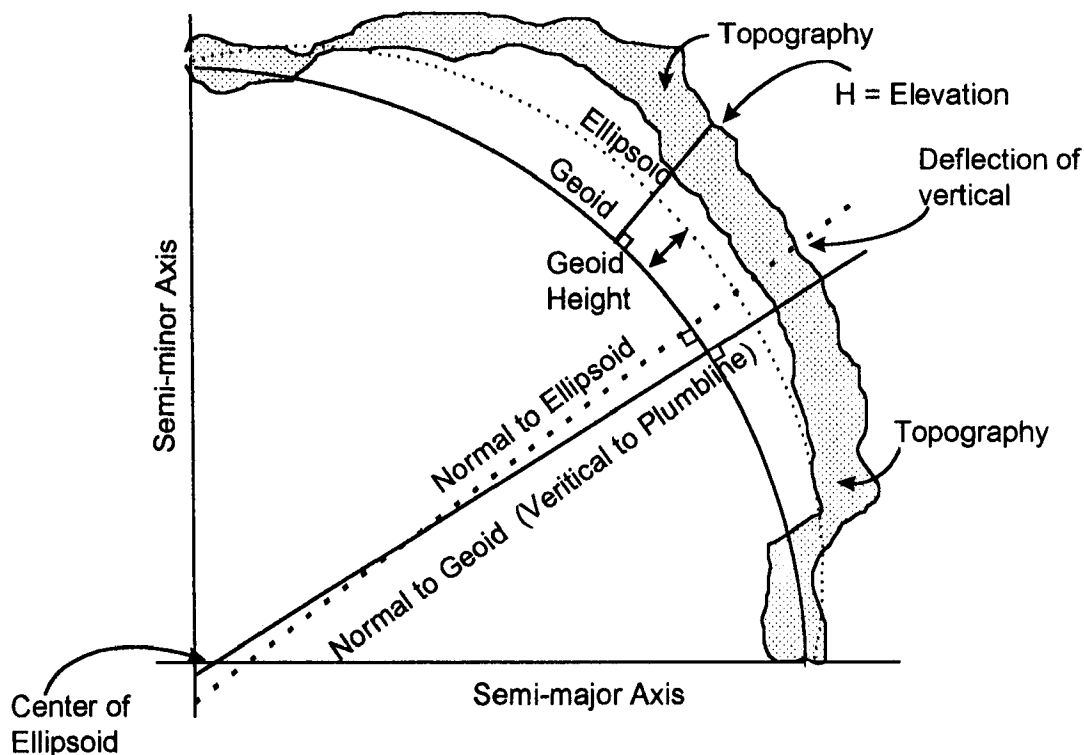 Topography
H = Elevation
Deflection of
vertical
Ellipsoid
Geoid
Geoid
Height
Semi-minor Axis
Normal to Ellipsoid
Normal to Geoid (Veritical to Plumbline)
Topography
Semi-major Axis
Center of
Ellipsoid